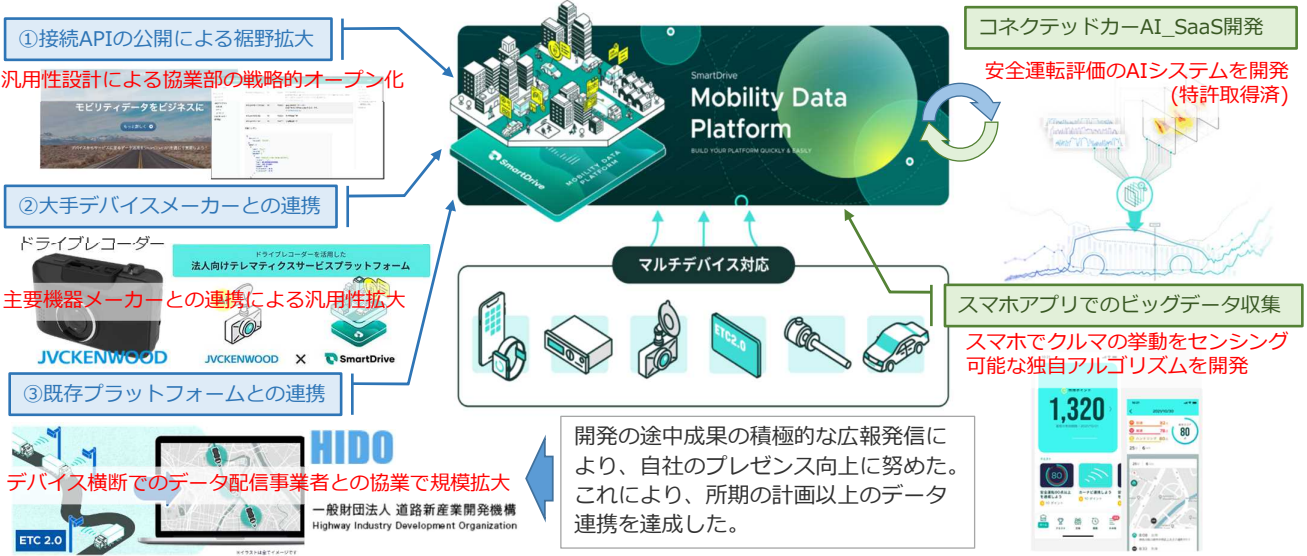 ①接続APIの公開による裾野拡大
汎用性設計による協業部の戦略的オープン化
モビリティデータをビジネスに
もっと詳しく
②大手デバイスメーカーとの連携
ドライブレコーダー
ドライブレコーダーを活用した
法人向けテレマティクスサービスプラットフォーム
主要機器メーカーとの連携による汎用性拡大
JVCKENWOOD
JVCKENWOOD × SmartDrive
③既存プラットフォームとの連携
HIDO
デバイス横断でのデータ配信事業者との協業で規模拡大
一般財団法人 道路新産業開発機構
Highway Industry Development Organization
ETC 2.0
※イラストは全てイメージです
SmartDrive
Mobility Data
Platform
BUILD YOUR PLATFORM QUICKLY & EASILY
SmartDrive
MOBILITY DATA
PLATFORM
マルチデバイス対応
ETC2.0
開発の途中成果の積極的な広報発信に
より、自社のプレゼンス向上に努めた。
これにより、所期の計画以上のデータ
連携を達成した。
コネクテッドカーAI_SaaS開発
安全運転評価のAIシステムを開発
(特許取得済)
スマホアプリでのビッグデータ収集
スマホでクルマの挙動をセンシング
可能な独自アルゴリズムを開発
1,320
80
80